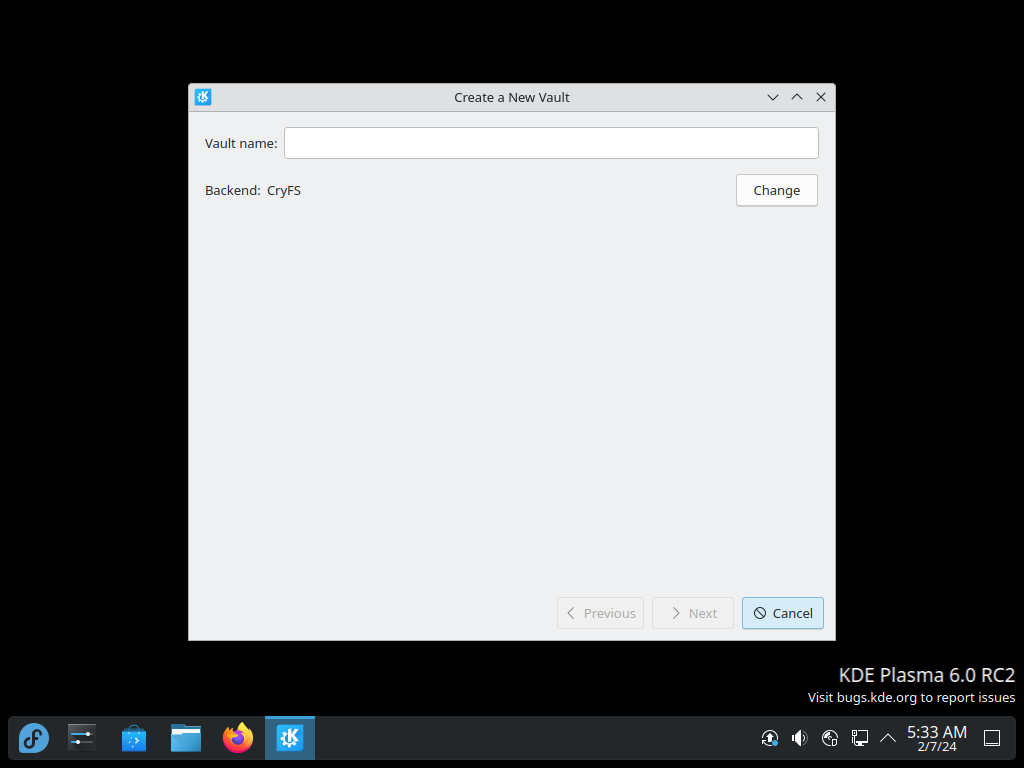 Create a New Vault
Vault name:
Backend: CryFS
Change
Previous
Next
Cancel
KDE Plasma 6.0 RC2
Visit bugs.kde.org to report issues
5:33 AM
2/7/24